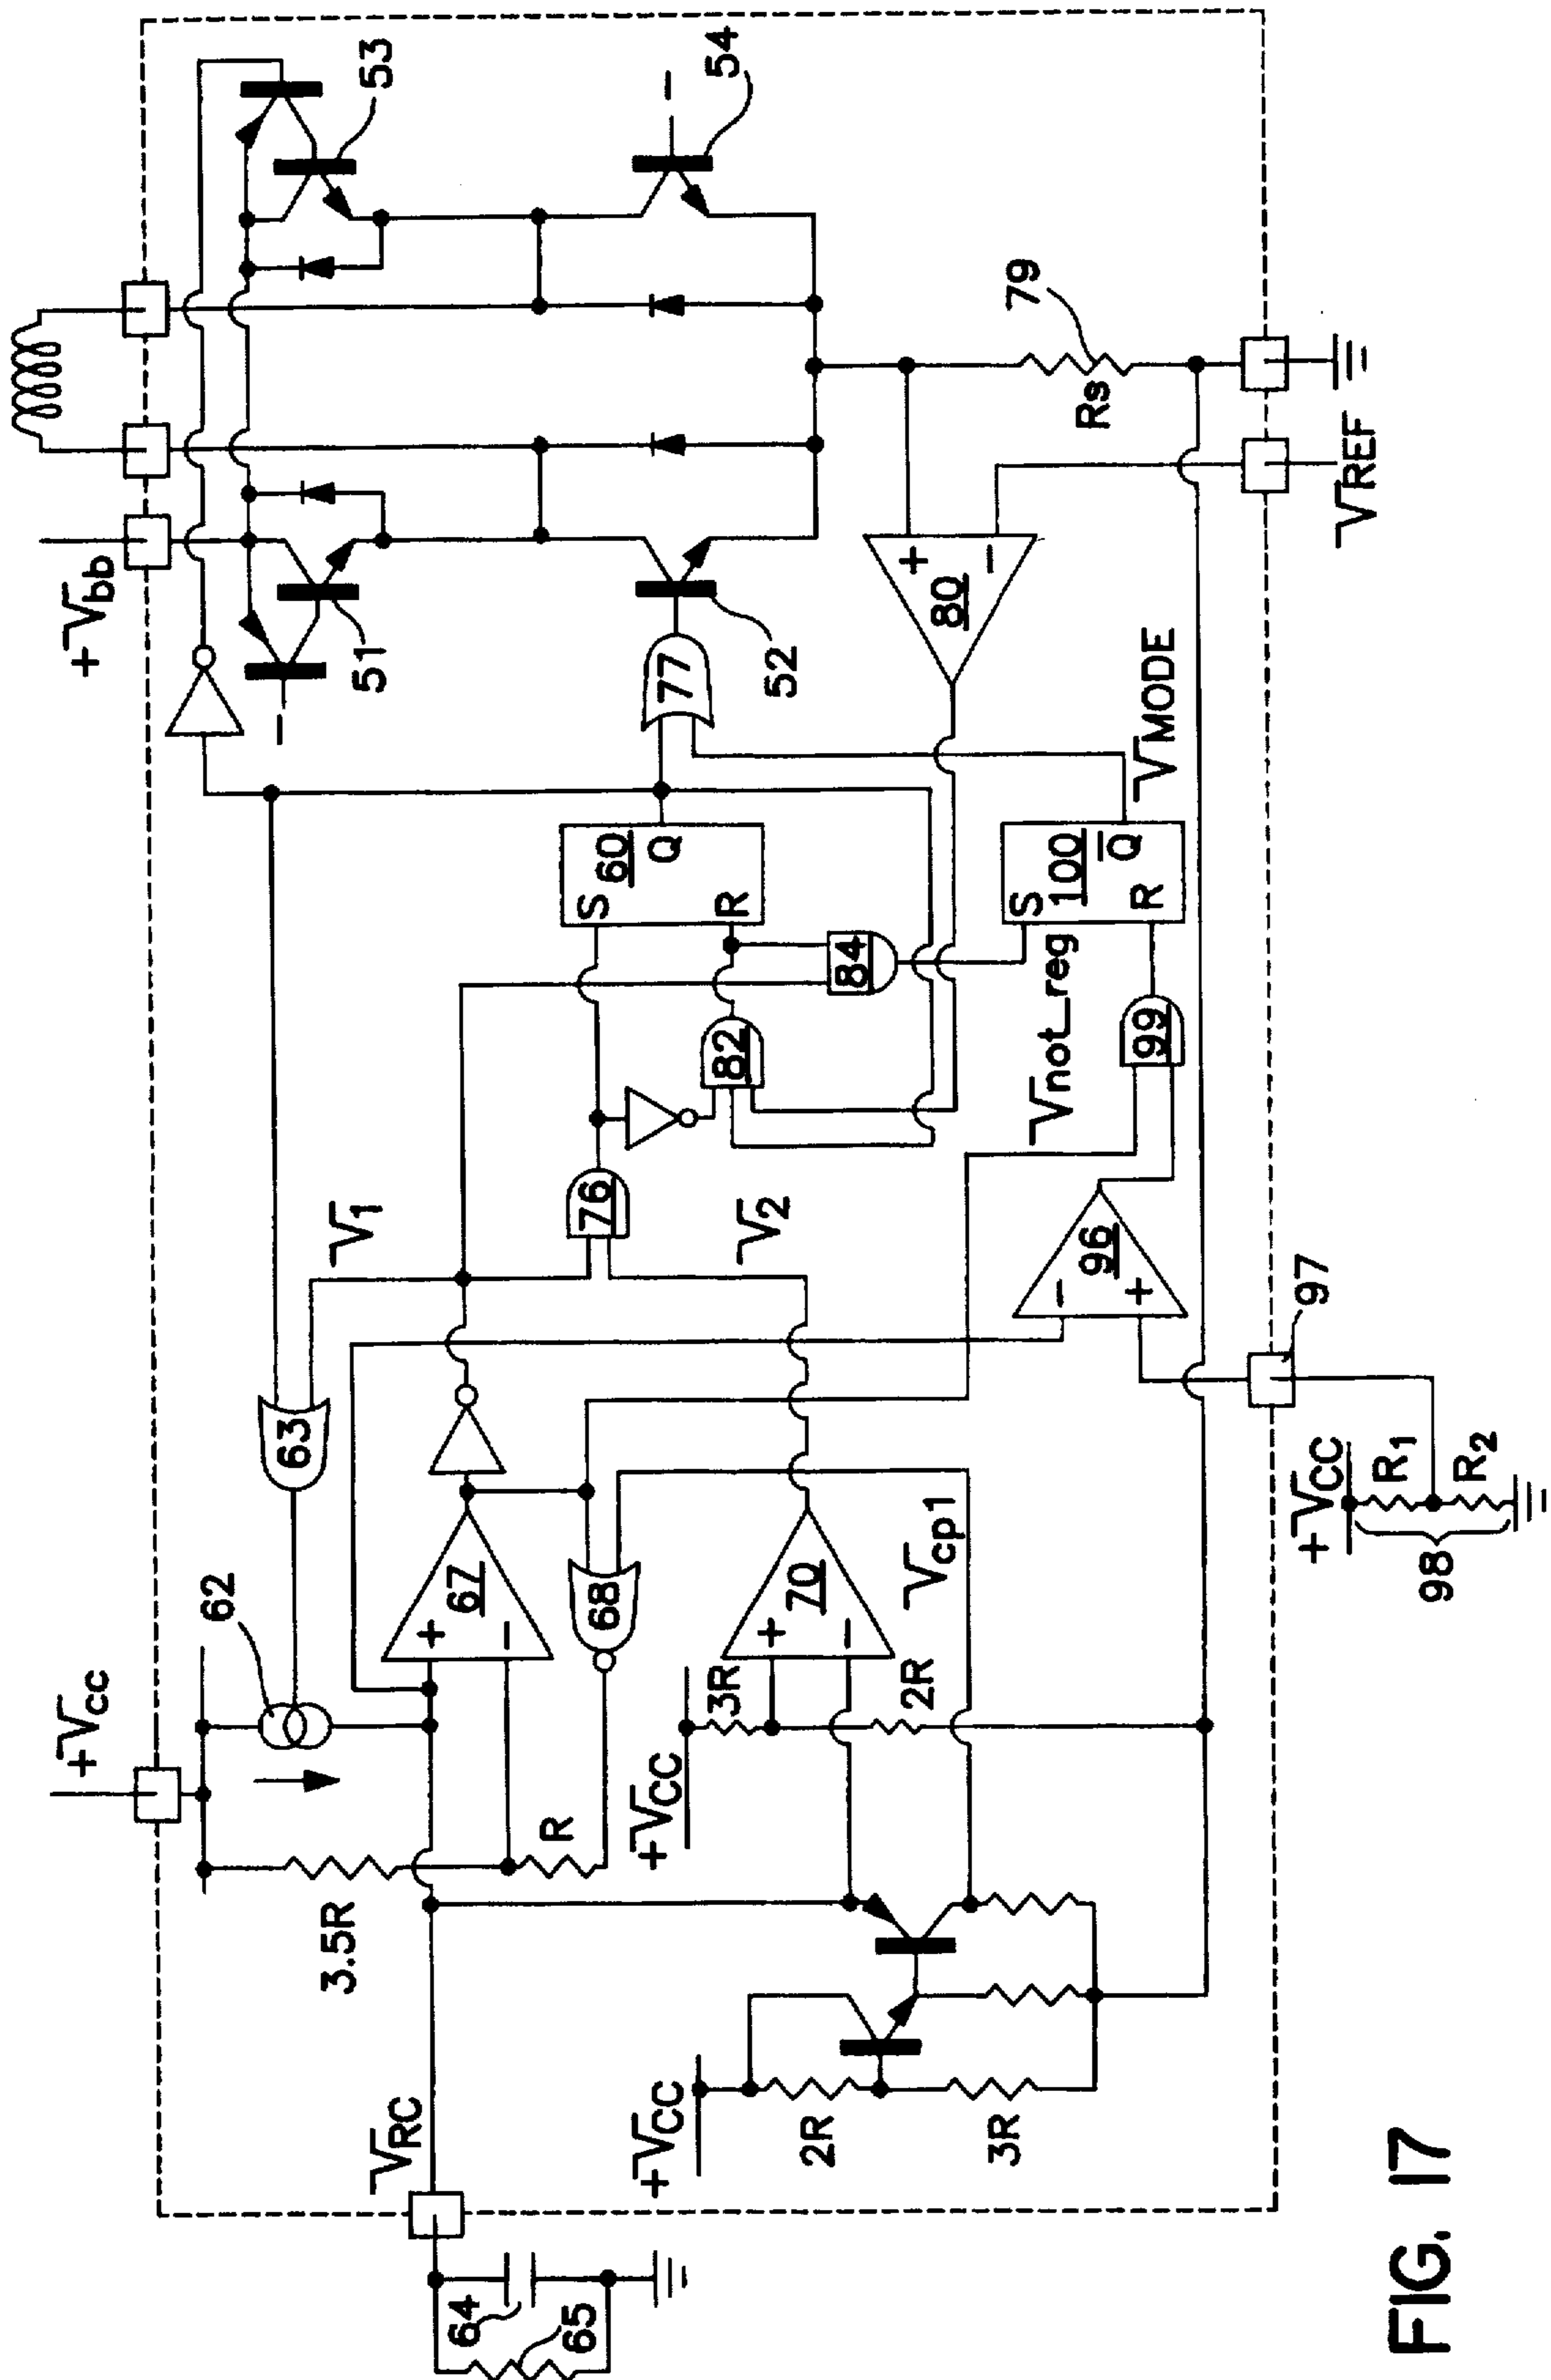 +Vbb
53
54
51
52
77
79
Rs
80
+
−
VREF
VMODE
60
S
Q
R
100
S
Q
R
84
82
Vnot_reg
99
76
V1
V2
96
−
+
97
63
62
67
+
−
68
70
+
−
Vcp1
+Vcc
+VCC
R1
R2
98
3R
2R
+VCC
R
3.5R
VRC
+VCC
2R
3R
64
65
FIG. 17